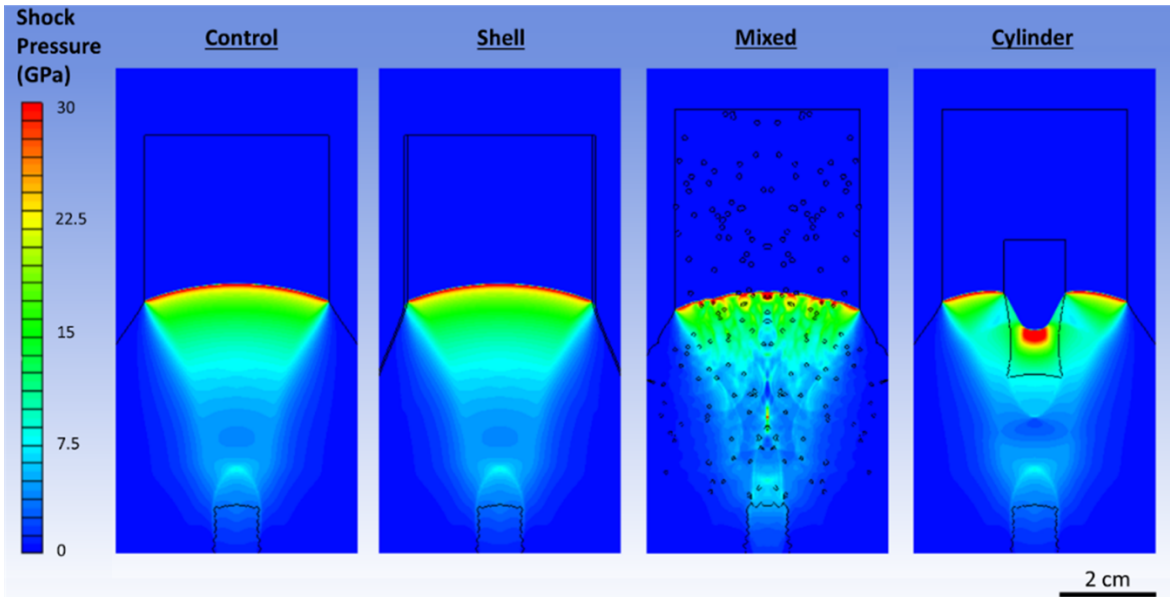 Shock
Pressure
(GPa)
Control
Shell
Mixed
Cylinder
30
22.5
15
7.5
0
2 cm